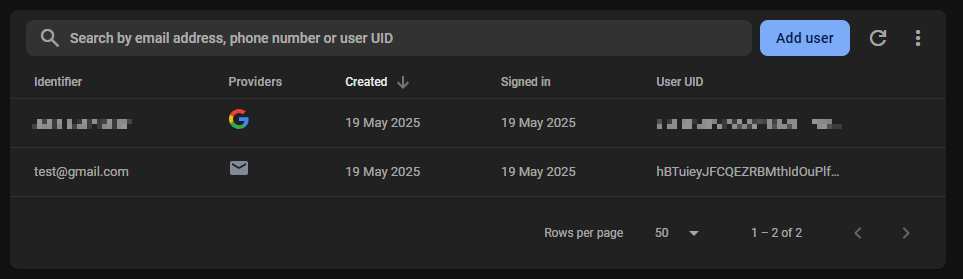 Search by email address, phone number or user UID Add user
Identifier Providers Created Signed in User UID
19 May 2025 19 May 2025
test@gmail.com 19 May 2025 19 May 2025 hBTuieyJFCQEZRBMthIdOuPlf...
Rows per page 50 1 – 2 of 2